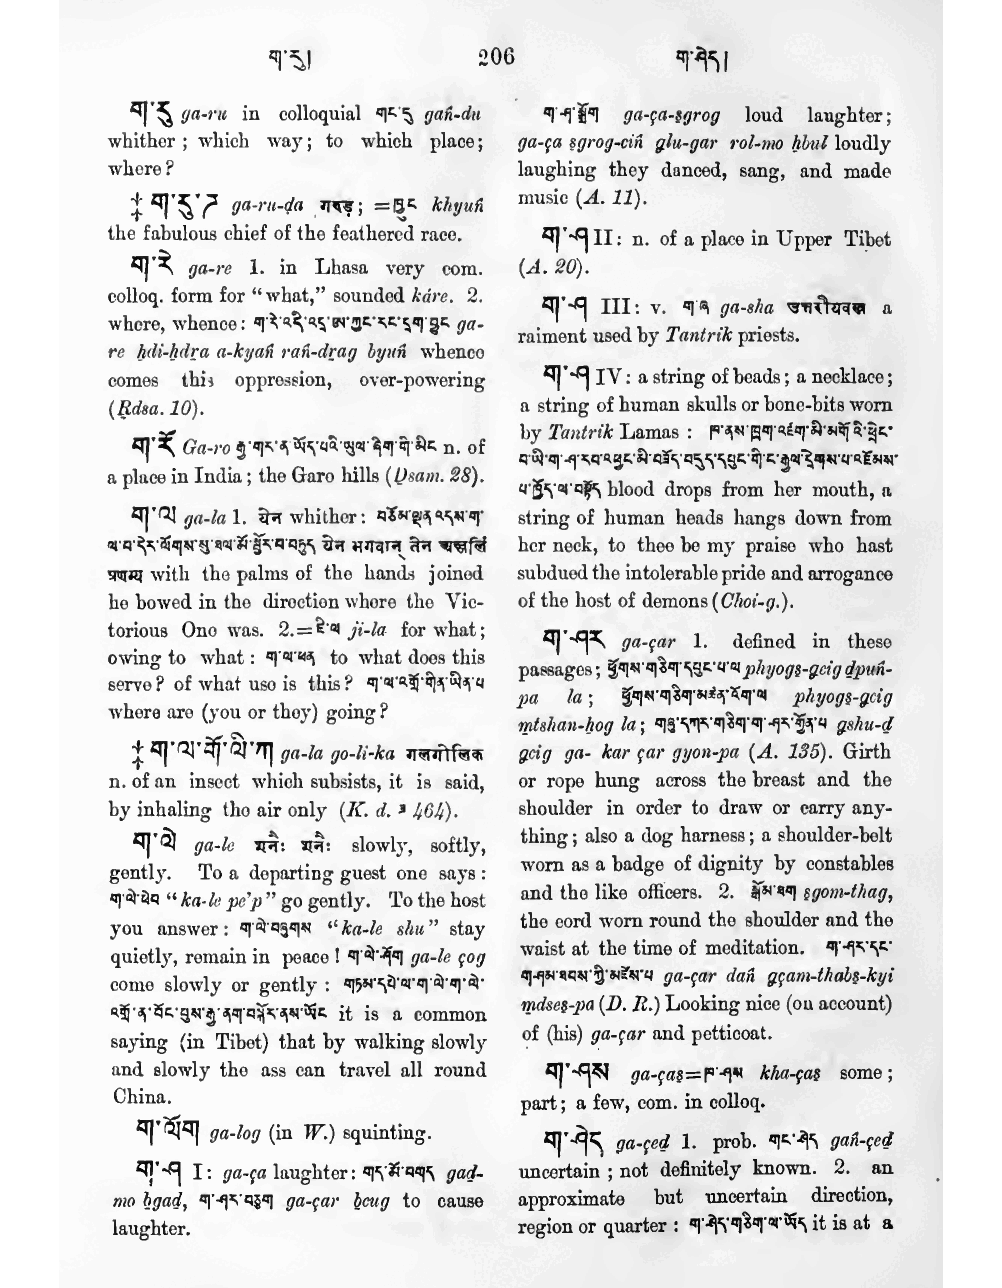 ག་རུ།
206
ག་ཤེད།
ག་རུ ga-ru in colloquial གང་དུ gaṅ-du
whither ; which way; to which place;
where?
‡ ག་རུ་ཌ ga-ru-ḍa गरुड़; =ཁྱུང khyuṅ
the fabulous chief of the feathered race.
ག་རེ ga-re 1. in Lhasa very com.
colloq. form for “what,” sounded káre. 2.
where, whence: ག་རེ་འདི་འདྲ་ཨ་ཀྱང་རང་དྲག་བྱུང ga-
re ḥdi-ḥdra a-kyaṅ raṅ-drag byuṅ whence
comes this oppression, over-powering
(Rdsa. 10).
ག་རོ Ga-ro རྒྱ་གར་ན་ཡོད་པའི་ཡུལ་ཞིག་གི་མིང n. of
a place in India; the Garo hills (Dsam. 28).
ག་ལ ga-la 1. येन whither: བཅོམ་ལྡན་འདས་ག་
ལ་བ་དེར་ལོགས་སུ་ཐལ་མོ་སྦྱོར་བ་བཏུད येन भगवान् तेन अञ्जलिं
प्रणम्य with the palms of the hands joined
he bowed in the direction where the Vic-
torious One was. 2.=ཇི་ལ ji-la for what;
owing to what : ག་ལ་ཕན to what does this
serve? of what use is this? ག་ལ་འགྲོ་གིན་ཡིན་པ
where are (you or they) going?
‡ ག་ལ་གོ་ལི་ཀ ga-la go-li-ka गलगोलिक
n. of an insect which subsists, it is said,
by inhaling the air only (K. d. 464).
ག་ལེ ga-le शनैः शनैः slowly, softly,
gently. To a departing guest one says :
ག་ལེ་ཕེབ “ka-le pe’p” go gently. To the host
you answer : ག་ལེ་བཞུགས “ka-le shu” stay
quietly, remain in peace! ག་ལེ་ཤོག ga-le çog
come slowly or gently : གཏམ་དཔེ་ལ་ག་ལེ་ག་ལེ་
འགྲོ་ན་བོང་བུས་རྒྱ་ནག་བསྐོར་ནས་ཡོང it is a common
saying (in Tibet) that by walking slowly
and slowly the ass can travel all round
China.
ག་ལོག ga-log (in W.) squinting.
ག་ཤ I: ga-ça laughter: གད་མོ་བགད gad-
mo bgad, ག་ཤར་བཅུག ga-çar bcug to cause
laughter.
ག་ཤ་སྒྲོག ga-ça-sgrog loud laughter;
ga-ça sgrog-ciṅ glu-gar rol-mo ḥbul loudly
laughing they danced, sang, and made
music (A. 11).
ག་ཤ II: n. of a place in Upper Tibet
(A. 20).
ག་ཤ III: v. ག་ཞ ga-sha उत्तरीयवस्त्र a
raiment used by Tantrik priests.
ག་ཤ IV: a string of beads; a necklace;
a string of human skulls or bone-bits worn
by Tantrik Lamas : ཁ་ནས་ཁྲག་འཛག་མི་མགོ་འི་ཕྲེང་
བ་ཡི་ག་ཤ་རབ་འཕྱང་མི་བཟོད་བདུད་དཔུང་གི་ང་རྒྱལ་རྡེགས་པ་འཇོམས་
པ་ཁྱོད་ལ་བསྟོད blood drops from her mouth, a
string of human heads hangs down from
her neck, to thee be my praise who hast
subdued the intolerable pride and arrogance
of the host of demons (Choi-g.).
ག་ཤར ga-çar 1. defined in these
passages; ཕྱོགས་གཅིག་དཔུང་པ་ལ phyogs-gcig dpuṅ-
pa la; ཕྱོགས་གཅིག་མཚན་འོག་ལ phyogs-gcig
mtshan-ḥog la; གཞུ་དཀར་གཅིག་ག་ཤར་གྱོན་པ gshu-d
gcig ga- kar çar gyon-pa (A. 135). Girth
or rope hung across the breast and the
shoulder in order to draw or carry any-
thing; also a dog harness; a shoulder-belt
worn as a badge of dignity by constables
and the like officers. 2. སྒོམ་ཐག sgom-thag,
the cord worn round the shoulder and the
waist at the time of meditation. ག་ཤར་དང་
གཤམ་ཐབས་ཀྱི་མཛེས་པ ga-çar daṅ gçam-thabs-kyi
mdses-pa (D. R.) Looking nice (on account)
of (his) ga-çar and petticoat.
ག་ཤས ga-ças=ཁ་ཤས kha-ças some;
part; a few, com. in colloq.
ག་ཤེད ga-çed 1. prob. གང་ཤེད gaṅ-çed
uncertain ; not definitely known. 2. an
approximate but uncertain direction,
region or quarter : ག་ཤེད་གཅིག་ལ་ཡོད it is at a